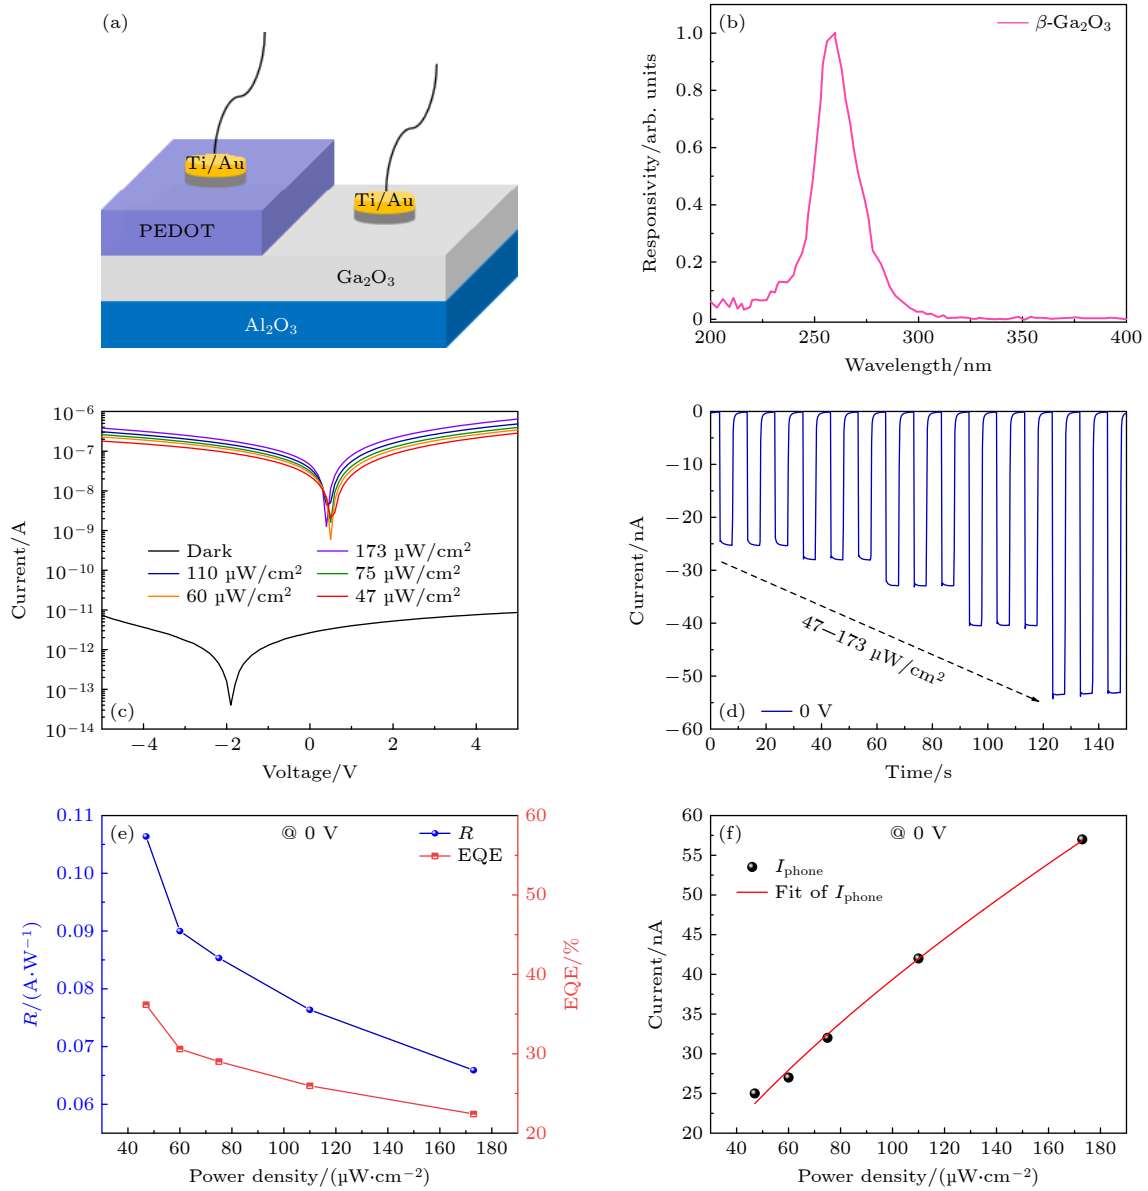 (a)
Ti/Au
Ti/Au
PEDOT
Ga₂O₃
Al₂O₃
(b)
β-Ga₂O₃
1.0
0.8
0.6
0.4
0.2
0
Responsivity/arb. units
200 250 300 350 400
Wavelength/nm
10⁻⁶
10⁻⁷
10⁻⁸
10⁻⁹
10⁻¹⁰
10⁻¹¹
10⁻¹²
10⁻¹³
10⁻¹⁴
Current/A
Dark 173 µW/cm²
110 µW/cm² 75 µW/cm²
60 µW/cm² 47 µW/cm²
(c)
−4 −2 0 2 4
Voltage/V
0
−10
−20
−30
−40
−50
−60
Current/nA
47−173 µW/cm²
(d)
0 V
0 20 40 60 80 100 120 140
Time/s
(e)
@ 0 V
R
EQE
0.11
0.10
0.09
0.08
0.07
0.06
R/(A·W⁻¹)
60
50
40
30
20
EQE/%
40 60 80 100 120 140 160 180
Power density/(µW·cm⁻²)
(f)
@ 0 V
Iphone
Fit of Iphone
60
55
50
45
40
35
30
25
20
Current/nA
40 60 80 100 120 140 160 180
Power density/(µW·cm⁻²)